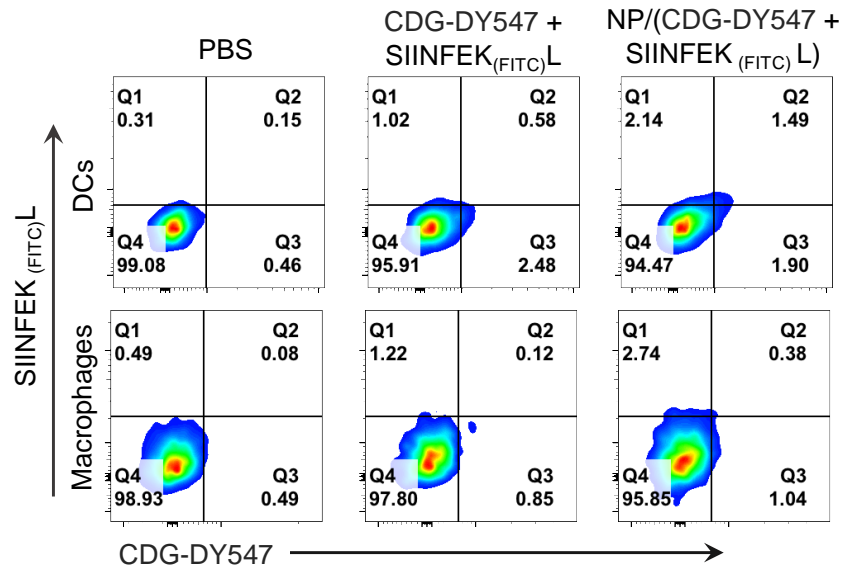 PBS
CDG-DY547 +
SIINFEK(FITC)L
NP/(CDG-DY547 +
SIINFEK (FITC) L)
SIINFEK (FITC)L
DCs
Q1
0.31
Q2
0.15
Q4
99.08
Q3
0.46
Q1
1.02
Q2
0.58
Q4
95.91
Q3
2.48
Q1
2.14
Q2
1.49
Q4
94.47
Q3
1.90
Macrophages
Q1
0.49
Q2
0.08
Q4
98.93
Q3
0.49
Q1
1.22
Q2
0.12
Q4
97.80
Q3
0.85
Q1
2.74
Q2
0.38
Q4
95.85
Q3
1.04
CDG-DY547